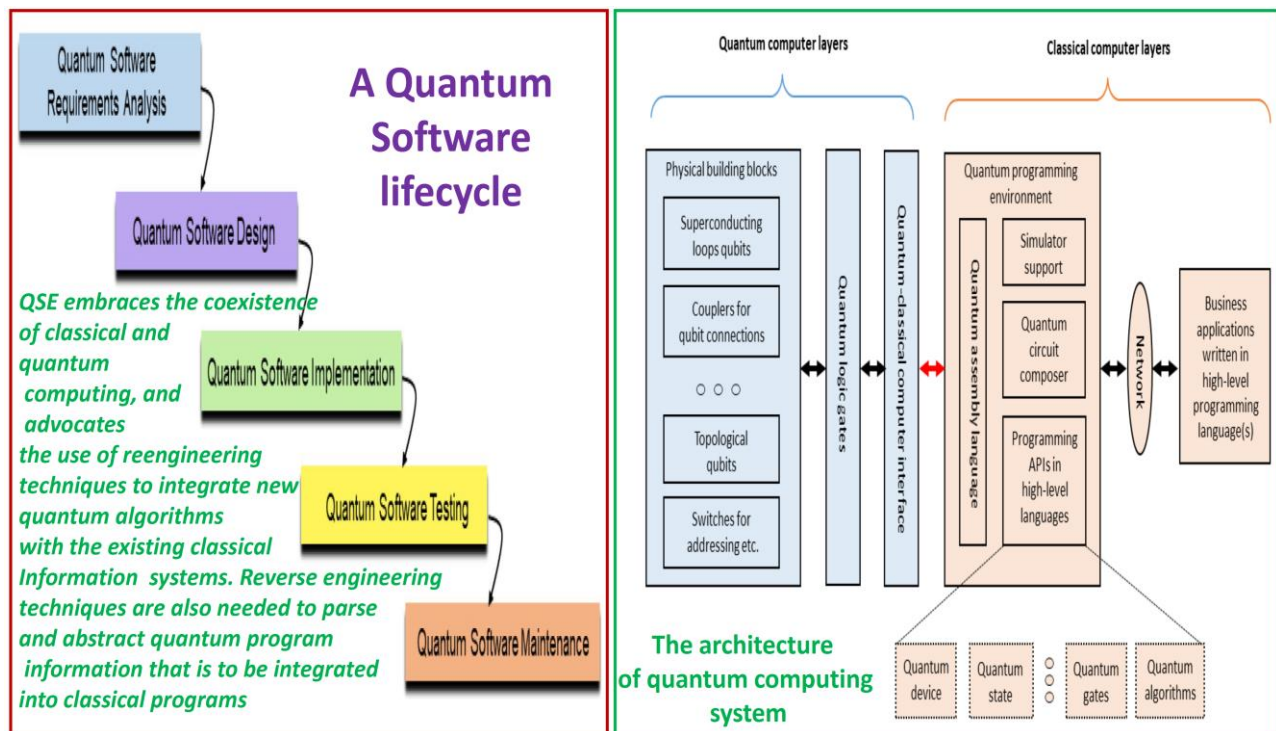 A Quantum
Software
lifecycle
Quantum Software
Requirements Analysis
Quantum Software Design
Quantum Software Implementation
Quantum Software Testing
Quantum Software Maintenance
QSE embraces the coexistence
of classical and
quantum
computing, and
advocates
the use of reengineering
techniques to integrate new
quantum algorithms
with the existing classical
Information systems. Reverse engineering
techniques are also needed to parse
and abstract quantum program
information that is to be integrated
into classical programs
Quantum computer layers
Classical computer layers
Physical building blocks
Superconducting
loops qubits
Couplers for
qubit connections
Topological
qubits
Switches for
addressing etc.
Quantum logic gates
Quantum-classical computer interface
Quantum programming
environment
Quantum assembly language
Simulator
support
Quantum
circuit
composer
Programming
APIs in
high-level
languages
Network
Business
applications
written in
high-level
programming
language(s)
Quantum
device
Quantum
state
Quantum
gates
Quantum
algorithms
The architecture
of quantum computing
system